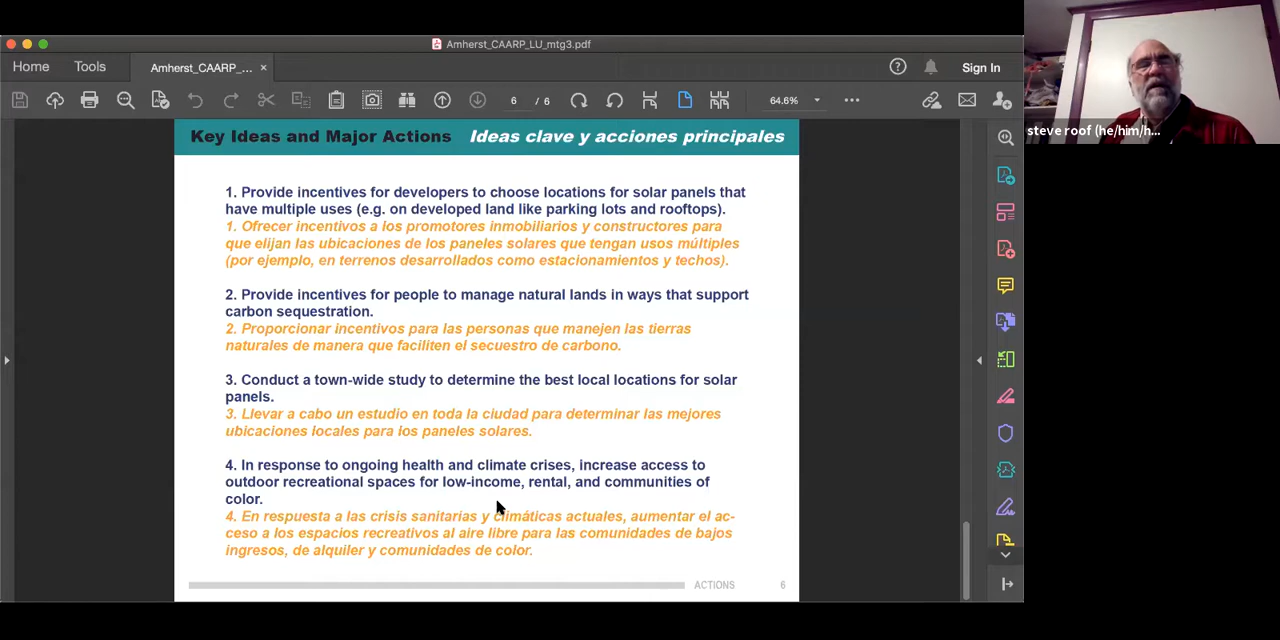 Amherst_CAARP_LU_mtg3.pdf
Home Tools Amherst_CAARP_... × Sign In
6 / 6 64.6%
Key Ideas and Major Actions Ideas clave y acciones principales
steve roof (he/him/h...
1. Provide incentives for developers to choose locations for solar panels that
have multiple uses (e.g. on developed land like parking lots and rooftops).
1. Ofrecer incentivos a los promotores inmobiliarios y constructores para
que elijan las ubicaciones de los paneles solares que tengan usos múltiples
(por ejemplo, en terrenos desarrollados como estacionamientos y techos).
2. Provide incentives for people to manage natural lands in ways that support
carbon sequestration.
2. Proporcionar incentivos para las personas que manejen las tierras
naturales de manera que faciliten el secuestro de carbono.
3. Conduct a town-wide study to determine the best local locations for solar
panels.
3. Llevar a cabo un estudio en toda la ciudad para determinar las mejores
ubicaciones locales para los paneles solares.
4. In response to ongoing health and climate crises, increase access to
outdoor recreational spaces for low-income, rental, and communities of
color.
4. En respuesta a las crisis sanitarias y climáticas actuales, aumentar el ac-
ceso a los espacios recreativos al aire libre para las comunidades de bajos
ingresos, de alquiler y comunidades de color.
ACTIONS 6